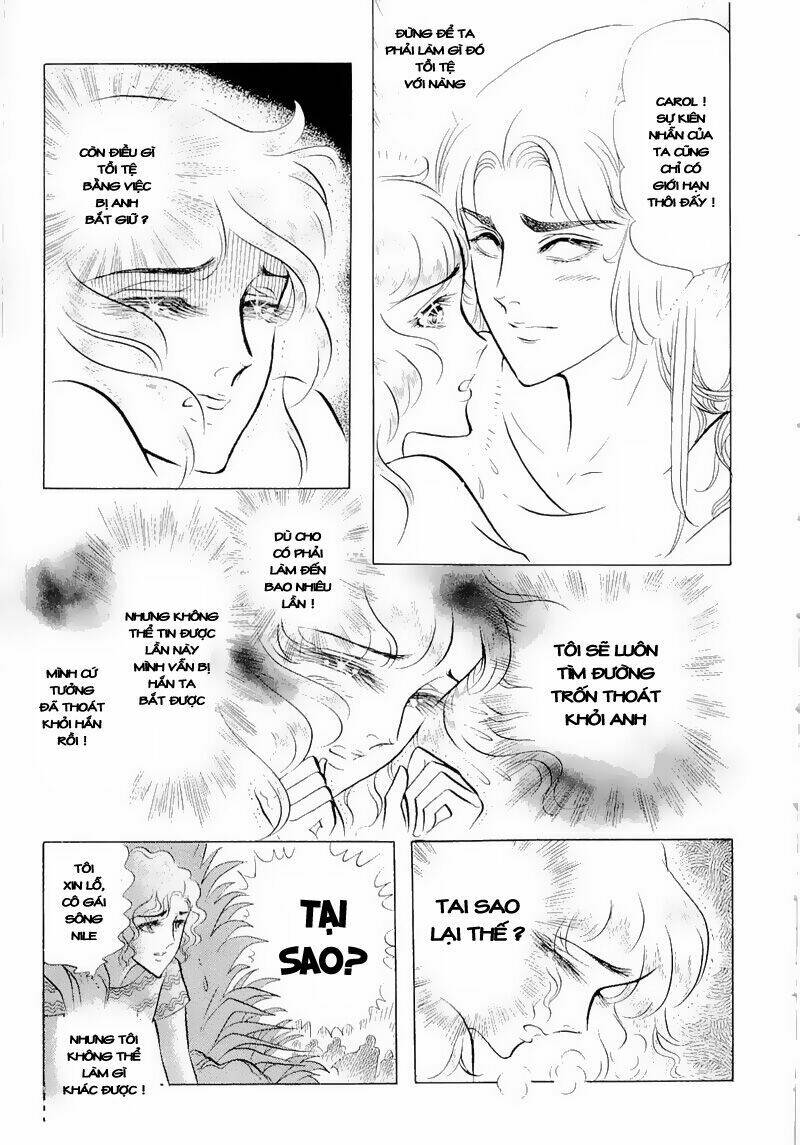 CAROL !
SỰ KIÊN
NHẪN CỦA
TA CŨNG
CHỈ CÓ
GIỚI HẠN
THÔI ĐẤY !
ĐỪNG ĐỂ TA
PHẢI LÀM GÌ ĐÓ
TỒI TỆ
VỚI NÀNG
CÒN ĐIỀU GÌ
TỒI TỆ
BẰNG VIỆC
BỊ ANH
BẮT GIỮ ?
TÔI SẼ LUÔN
TÌM ĐƯỜNG
TRỐN THOÁT
KHỎI ANH
DÙ CHO
CÓ PHẢI
LÀM ĐẾN
BAO NHIÊU
LẦN !
NHƯNG KHÔNG
THỂ TIN ĐƯỢC
LẦN NÀY
MÌNH VẪN BỊ
HẮN TA
BẮT ĐƯỢC
MÌNH CỨ
TƯỞNG
ĐÃ THOÁT
KHỎI HẮN
RỒI !
TAI SAO
LẠI THẾ ?
TẠI
SAO?
TÔI
XIN LỖ,
CÔ GÁI
SÔNG
NILE
NHƯNG TÔI
KHÔNG THỂ
LÀM GÌ
KHÁC ĐƯỢC !